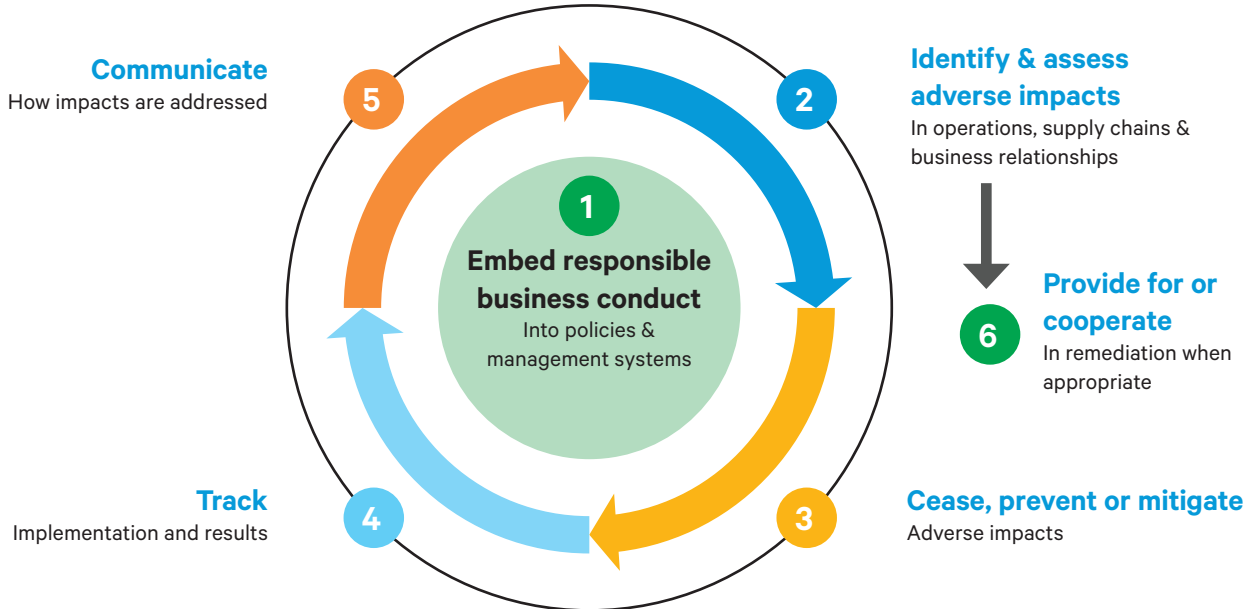 1
Embed responsible
business conduct
Into policies &
management systems
2
Identify & assess
adverse impacts
In operations, supply chains &
business relationships
3
Cease, prevent or mitigate
Adverse impacts
4
Track
Implementation and results
5
Communicate
How impacts are addressed
6
Provide for or
cooperate
In remediation when
appropriate